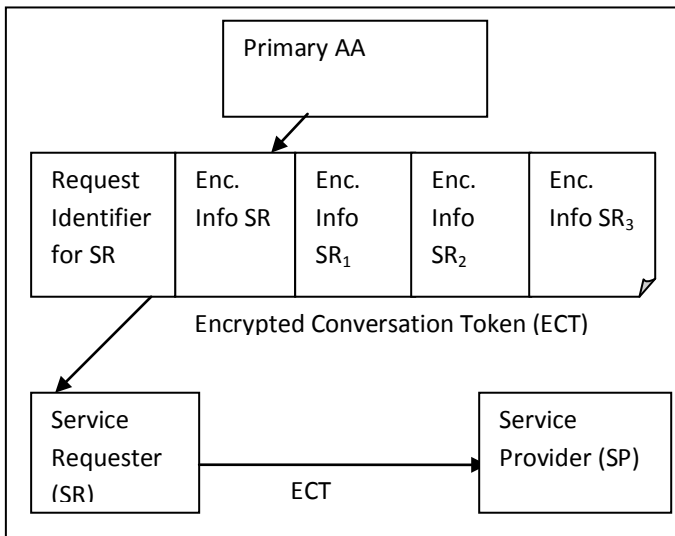 Primary AA
Request
Identifier
for SR
Enc.
Info SR
Enc.
Info
SR₁
Enc.
Info
SR₂
Enc.
Info SR₃
Encrypted Conversation Token (ECT)
Service
Requester
(SR)
ECT
Service
Provider (SP)